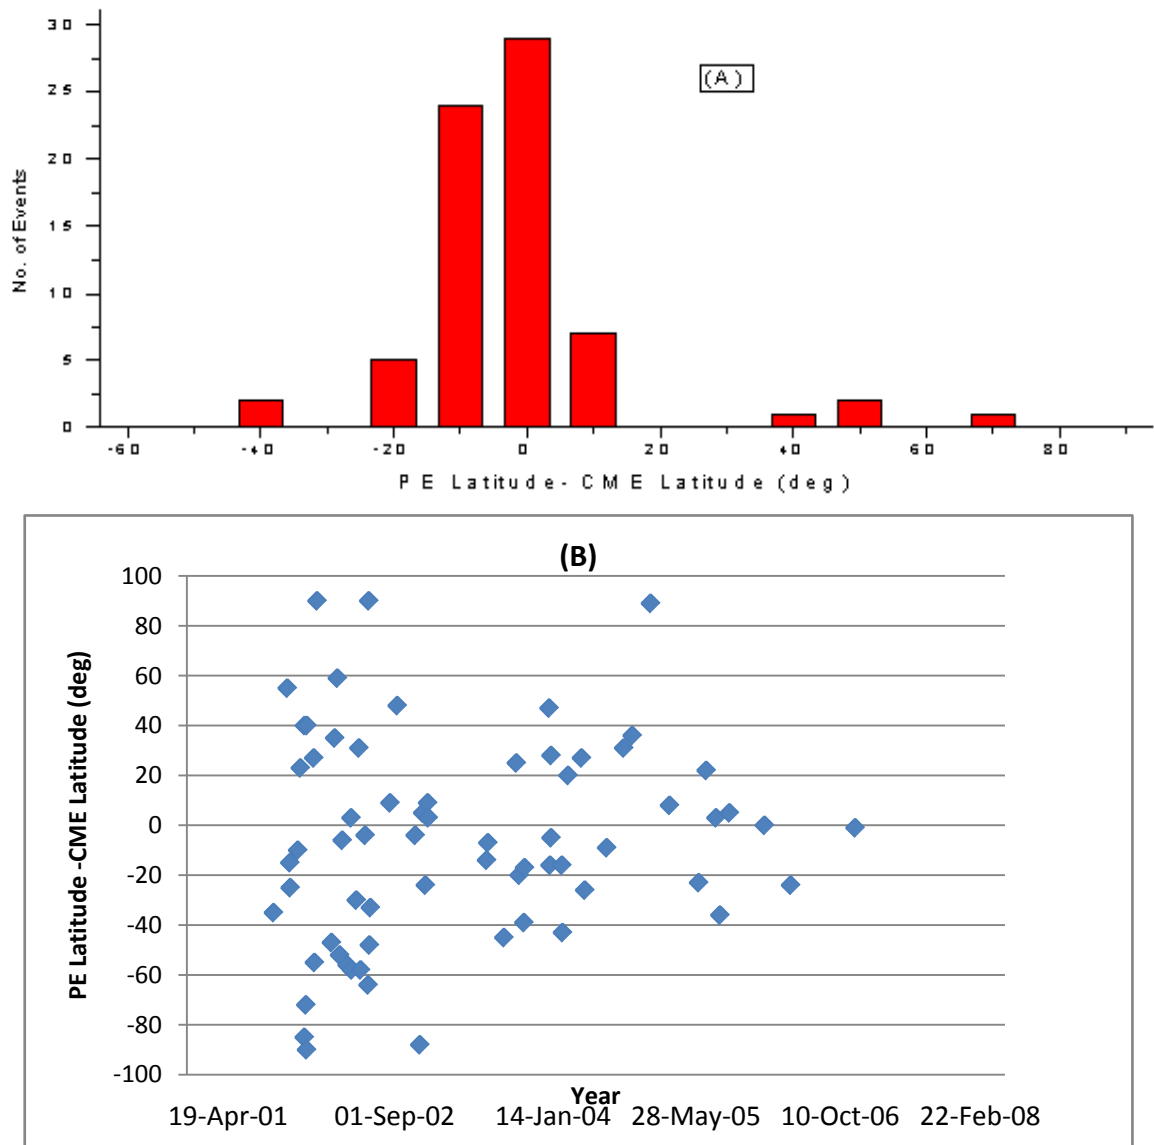 30
25
20
15
10
5
0
No. of Events
(A)
-60 -40 -20 0 20 40 60 80
PE Latitude- CME Latitude (deg)
(B)
100
80
60
40
20
0
-20
-40
-60
-80
-100
PE Latitude -CME Latitude (deg)
Year
19-Apr-01 01-Sep-02 14-Jan-04 28-May-05 10-Oct-06 22-Feb-08